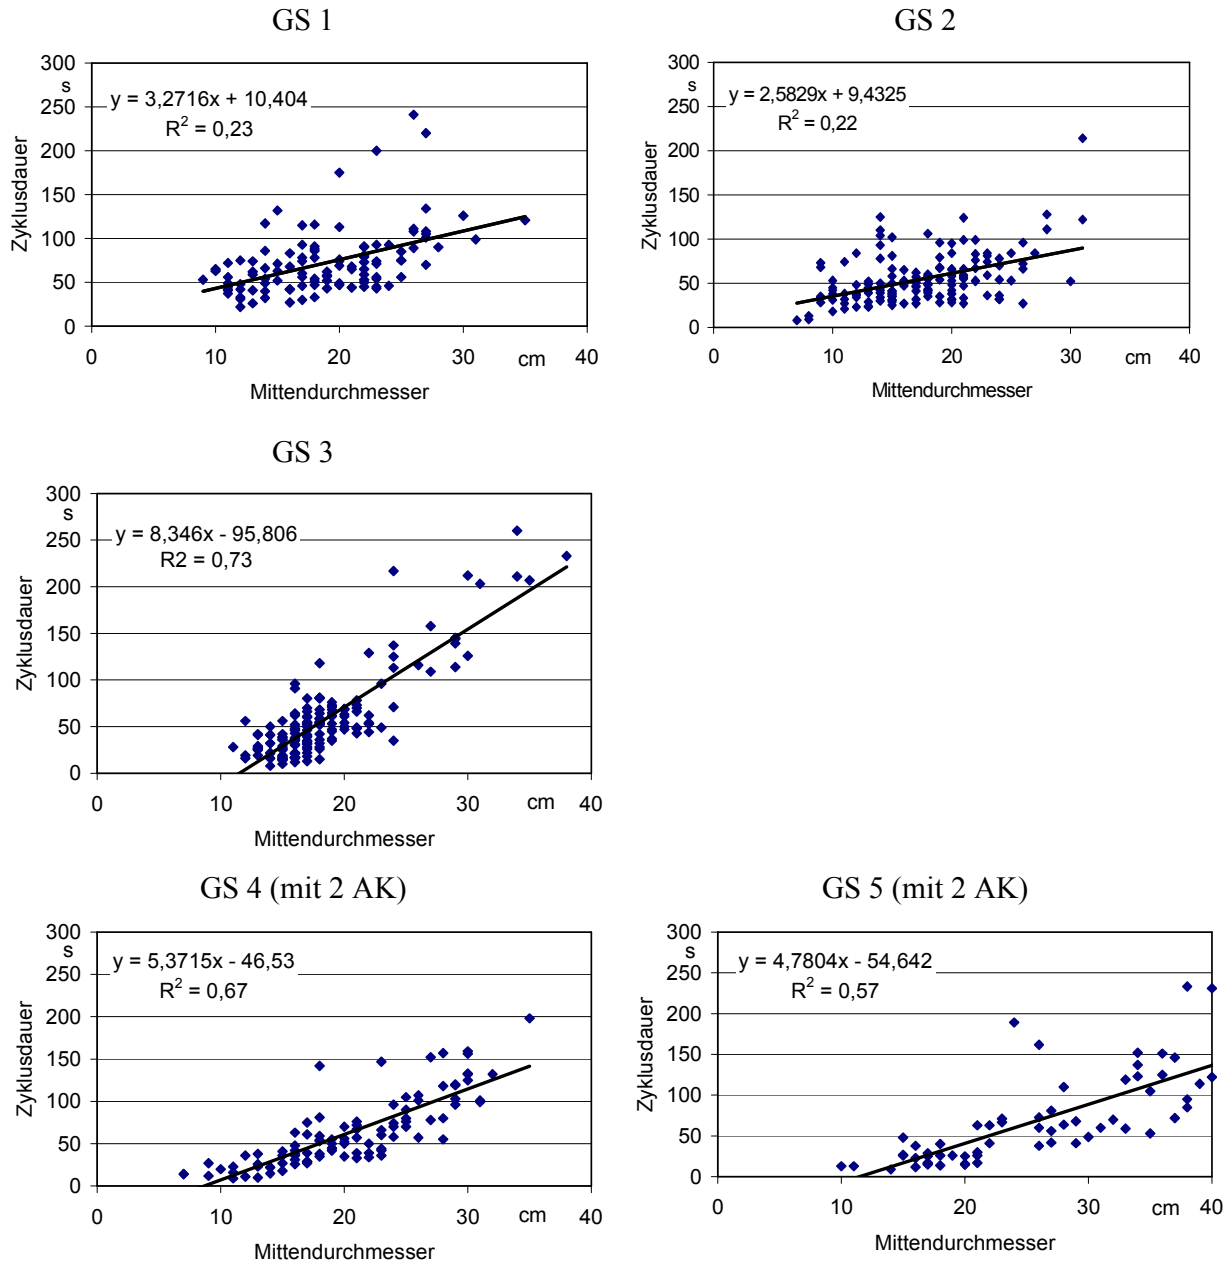 GS 1
300
s
250
200
150
100
50
0
y = 3,2716x + 10,404
R² = 0,23
Zyklusdauer
0 10 20 30 40
cm
Mittendurchmesser
GS 2
300
s
250
200
150
100
50
0
y = 2,5829x + 9,4325
R² = 0,22
Zyklusdauer
0 10 20 30 cm 40
Mittendurchmesser
GS 3
300
s
250
200
150
100
50
0
y = 8,346x - 95,806
R2 = 0,73
Zyklusdauer
0 10 20 30 cm 40
Mittendurchmesser
GS 4 (mit 2 AK)
300
s
250
200
150
100
50
0
y = 5,3715x - 46,53
R² = 0,67
Zyklusdauer
0 10 20 30 cm 40
Mittendurchmesser
GS 5 (mit 2 AK)
300
s
250
200
150
100
50
0
y = 4,7804x - 54,642
R² = 0,57
Zyklusdauer
0 10 20 30 cm 40
Mittendurchmesser